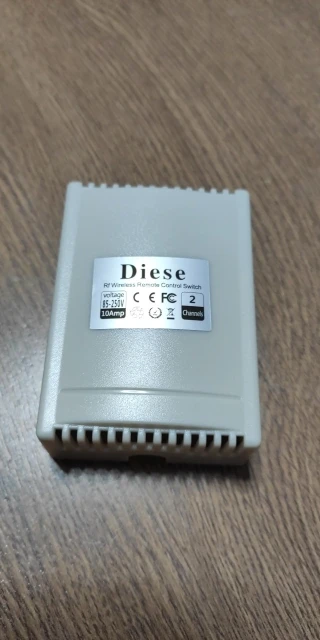 Diese
Rf Wireless Remote Control Switch
voltage
85-250V
10Amp
CE FC
2
Channels